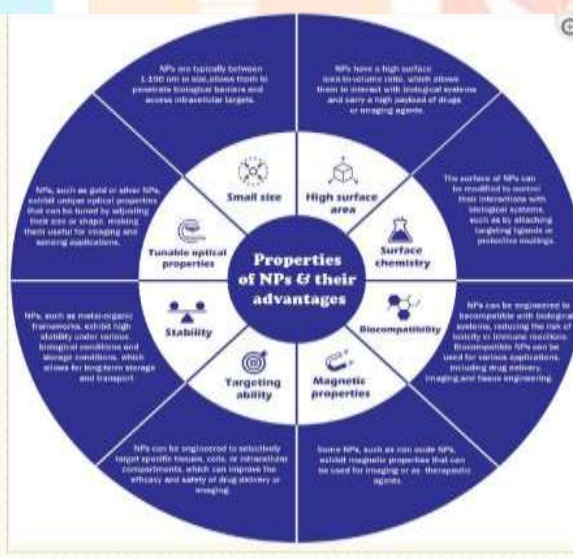 NPs are typically between
1-100 nm in size, allows them to
penetrate biological barriers and
access intracellular targets.
NPs have a high surface
area-to-volume ratio, which allows
them to interact with biological systems
and carry a high payload of drugs
or imaging agents.
NPs, such as gold or silver NPs,
exhibit unique optical properties
that can be tuned by adjusting
their size or shape, making
them useful for imaging and
sensing applications.
Small size
High surface
area
The surface of NPs can
be modified to control
their interactions with
biological systems,
such as by attaching
targeting ligands or
protective coatings.
Tunable optical
properties
Surface
chemistry
Properties
of NPs & their
advantages
NPs, such as metal-organic
frameworks, exhibit high
stability under various
biological conditions and
storage conditions, which
allows for long-term storage
and transport.
Stability
Biocompatibility
NPs can be engineered to
biocompatible with biological
systems, reducing the risk of
toxicity or immune reactions.
Biocompatible NPs can be
used for various applications,
including drug delivery,
imaging, and tissue engineering.
Targeting
ability
Magnetic
properties
NPs can be engineered to selectively
target specific tissues, cells, or intracellular
compartments, which can improve the
efficacy and safety of drug delivery or
imaging.
Some NPs, such as iron oxide NPs,
exhibit magnetic properties that can
be used for imaging or as therapeutic
agents.